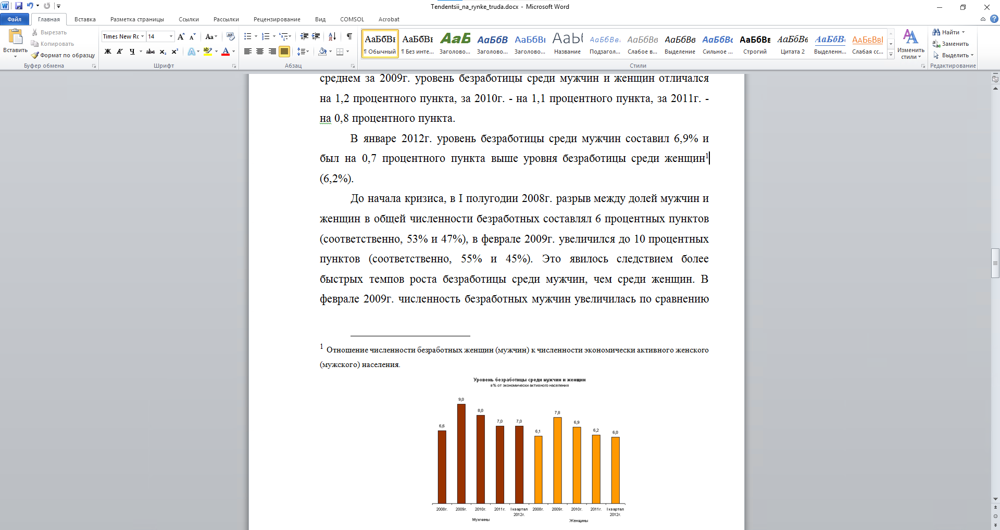 Tendentsii_na_rynke_truda.docx - Microsoft Word
Файл Главная Вставка Разметка страницы Ссылки Рассылки Рецензирование Вид COMSOL Acrobat
Вставить
Вырезать
Копировать
Формат по образцу
Буфер обмена
Times New Rc 14
Ж К Ч abc x₂ x²
Шрифт
Абзац
АаБбВв АаБбВв АаБ АаБбВ АаБбВі АаЬ АаБбВвІ АаБбВв АаБбВв АаБбВв АаБбВв АаБбВв АаБбВ АаБбВвІ
¶ Обычный ¶ Без инте... Заголово... Заголово... Заголово... Название Подзагол... Слабое в... Выделение Сильное ... Строгий Цитата 2 Выделенн... Слабая сс...
Изменить стили
Стили
Найти
Заменить
Выделить
Редактирование
среднем за 2009г. уровень безработицы среди мужчин и женщин отличался
на 1,2 процентного пункта, за 2010г. - на 1,1 процентного пункта, за 2011г. -
на 0,8 процентного пункта.
В январе 2012г. уровень безработицы среди мужчин составил 6,9% и
был на 0,7 процентного пункта выше уровня безработицы среди женщин¹
(6,2%).
До начала кризиса, в I полугодии 2008г. разрыв между долей мужчин и
женщин в общей численности безработных составлял 6 процентных пунктов
(соответственно, 53% и 47%), в феврале 2009г. увеличился до 10 процентных
пунктов (соответственно, 55% и 45%). Это явилось следствием более
быстрых темпов роста безработицы среди мужчин, чем среди женщин. В
феврале 2009г. численность безработных мужчин увеличилась по сравнению
1 Отношение численности безработных женщин (мужчин) к численности экономически активного женского
(мужского) населения.
Уровень безработицы среди мужчин и женщин
в% от экономически активного населения
6,6 9,0 8,0 7,0 7,0 6,1 7,8 6,9 6,2 6,0
2008г. 2009г. 2010г. 2011г. I квартал 2012г. 2008г. 2009г. 2010г. 2011г. I квартал 2012г.
Мужчины Женщины